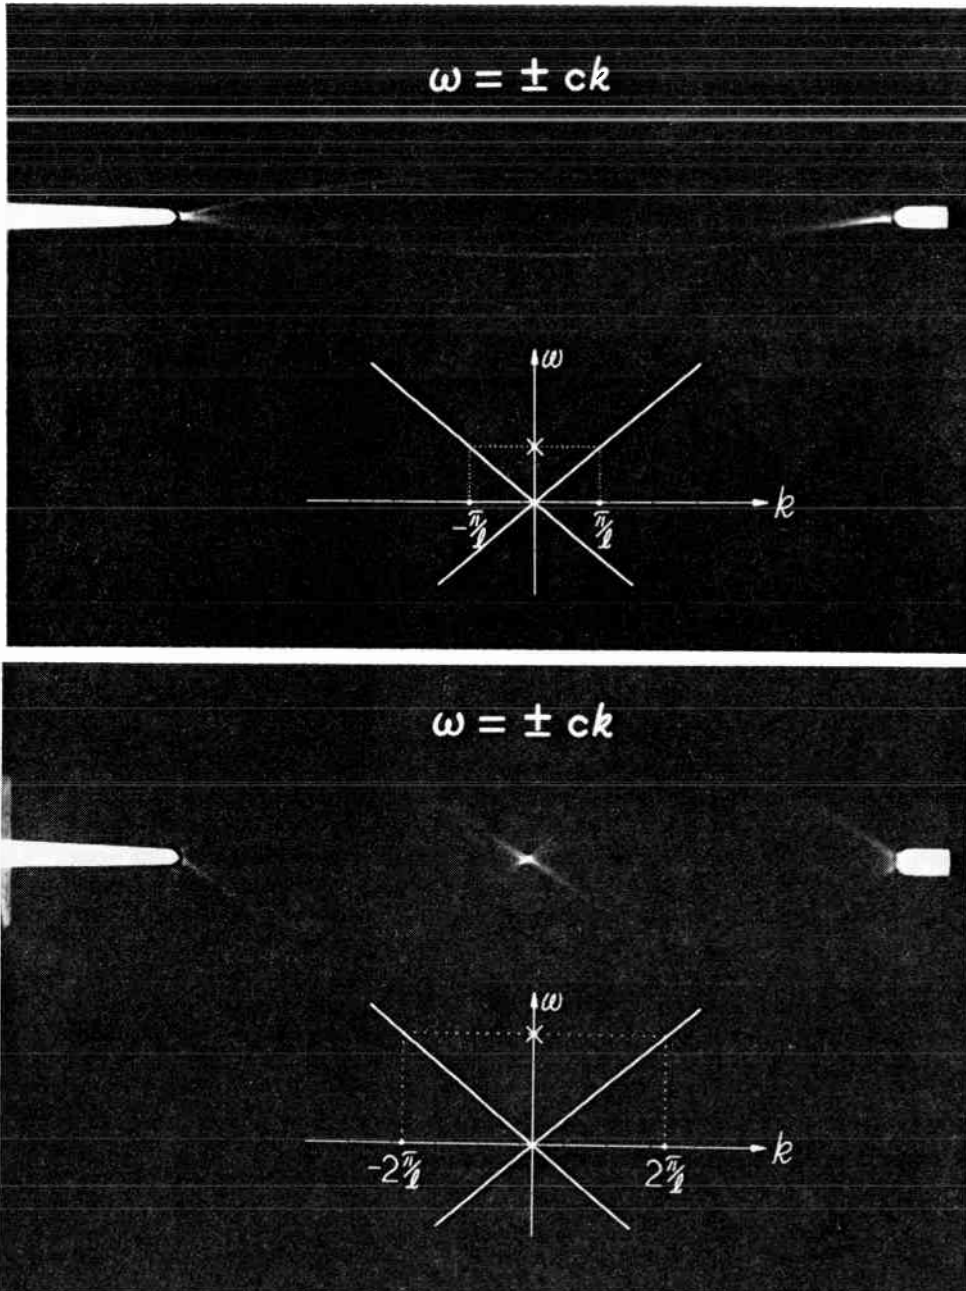 ω = ± ck
ω
k
-π/ℓ
π/ℓ
ω = ± ck
ω
k
-2π/ℓ
2π/ℓ